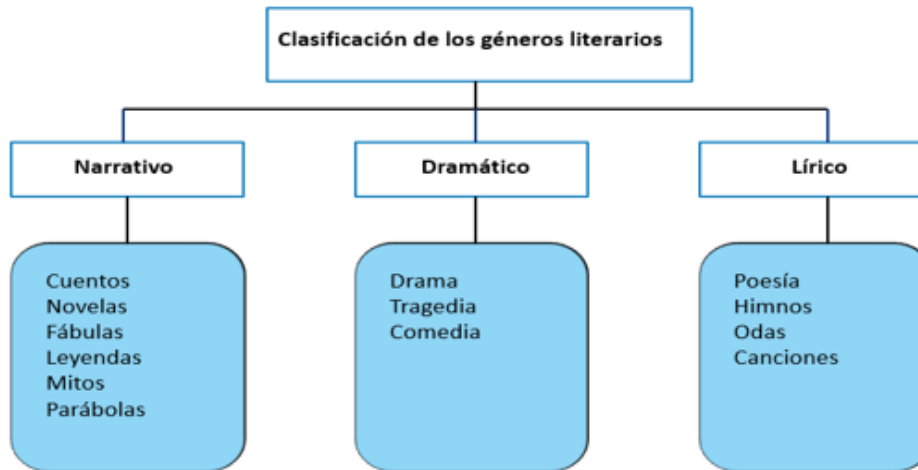 Clasificación de los géneros literarios
Narrativo
Dramático
Lírico
Cuentos
Novelas
Fábulas
Leyendas
Mitos
Parábolas
Drama
Tragedia
Comedia
Poesía
Himnos
Odas
Canciones